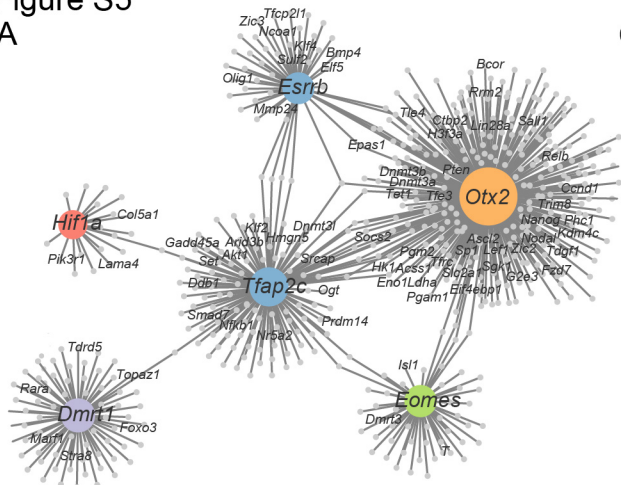 Figure S5
A
Tfcp2l1
Zic3
Ncoa1
Klf4
Bmp4
Sulf2
Elf5
Olig1
Esrrb
Mmp24
Bcor
Rrm2
Tle4
Ctbp2
Lin28a
Sall1
H3f3a
Epas1
Relb
Pten
Dnmt3b
Dnmt3a
Tet1
Tfe3
Otx2
Ccnd1
Trim8
Nanog
Phc1
Kdm4c
Hif1a
Col5a1
Pik3r1
Lama4
Klf2
Dnmt3l
Gadd45a
Arid3b
Hmgn5
Akt1
Set
Srcap
Socs2
Ddb1
Tfap2c
Ogt
Smad7
Nfkb1
Nr5a2
Prdm14
Ascl2
Nodal
Pgm2
Sp1
Lef1
Zic2
Tdgf1
Tfrc
Hk1
Acss1
Slc2a1
Sgk1
Fzd7
Eno1
Ldha
G2e3
Pgam1
Eif4ebp1
Tdrd5
Topaz1
Rara
Dmrt1
Foxo3
Marf1
Stra8
Isl1
Eomes
Dmrt3
T